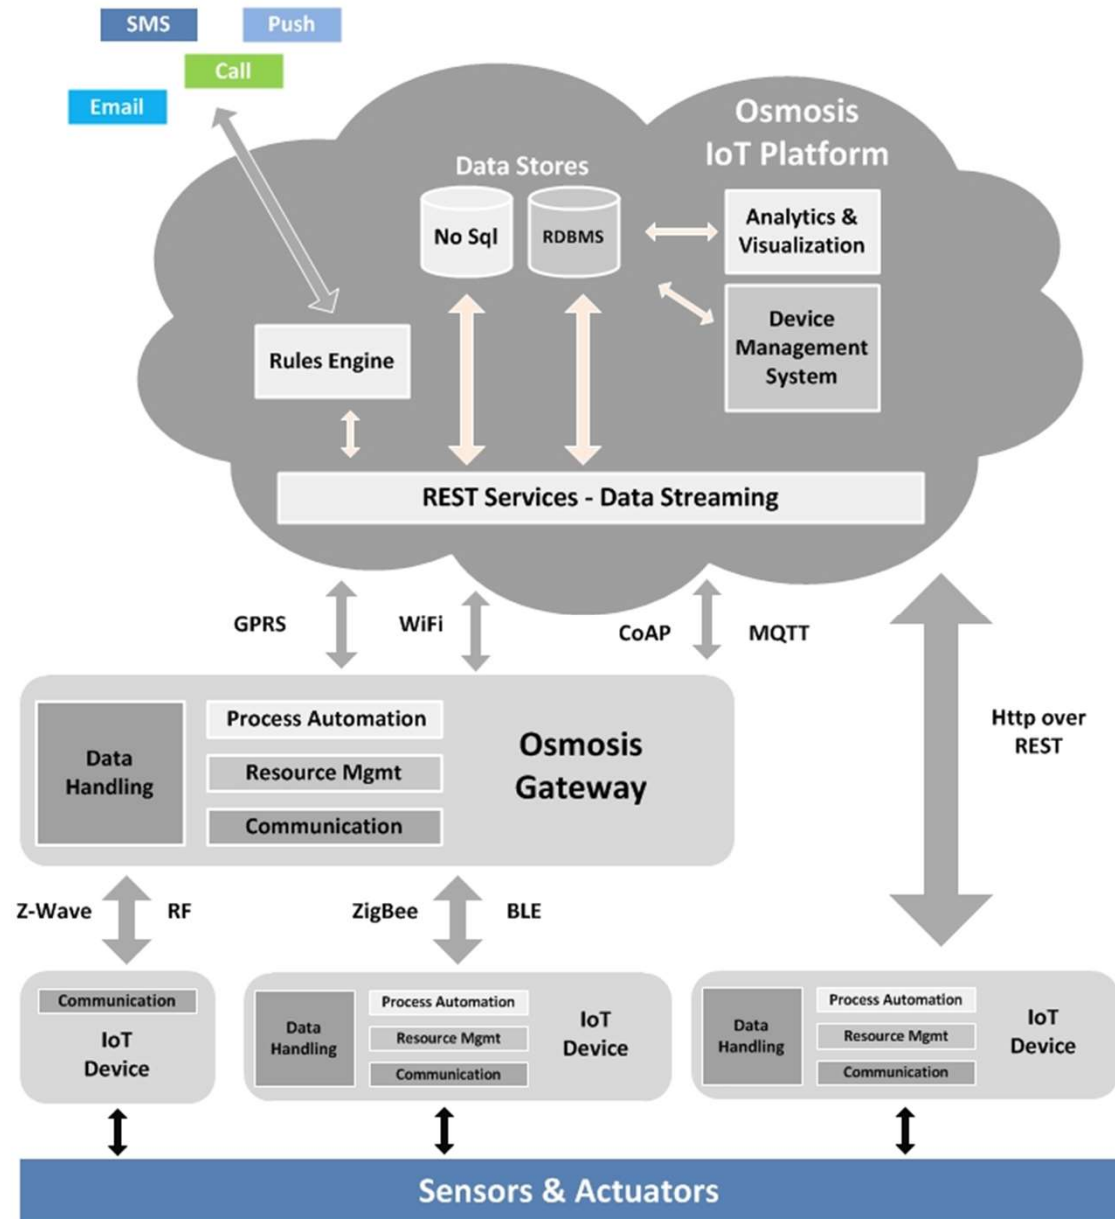 SMS
Push
Call
Email
Osmosis
IoT Platform
Data Stores
No Sql
RDBMS
Analytics &
Visualization
Device
Management
System
Rules Engine
REST Services - Data Streaming
GPRS
WiFi
CoAP
MQTT
Http over
REST
Data
Handling
Process Automation
Resource Mgmt
Communication
Osmosis
Gateway
Z-Wave
RF
ZigBee
BLE
Communication
IoT
Device
Data
Handling
Process Automation
Resource Mgmt
Communication
IoT
Device
Data
Handling
Process Automation
Resource Mgmt
Communication
IoT
Device
Sensors & Actuators